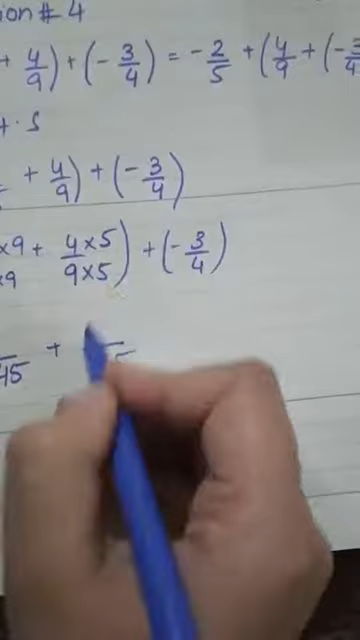 ion # 4
+ 4/9) + (- 3/4) = - 2/5 + (4/9 + (- 3/4
H.S
+ 4/9) + (- 3/4)
×9 + 4×5/9×5) + (- 3/4)
×9
/45 + /